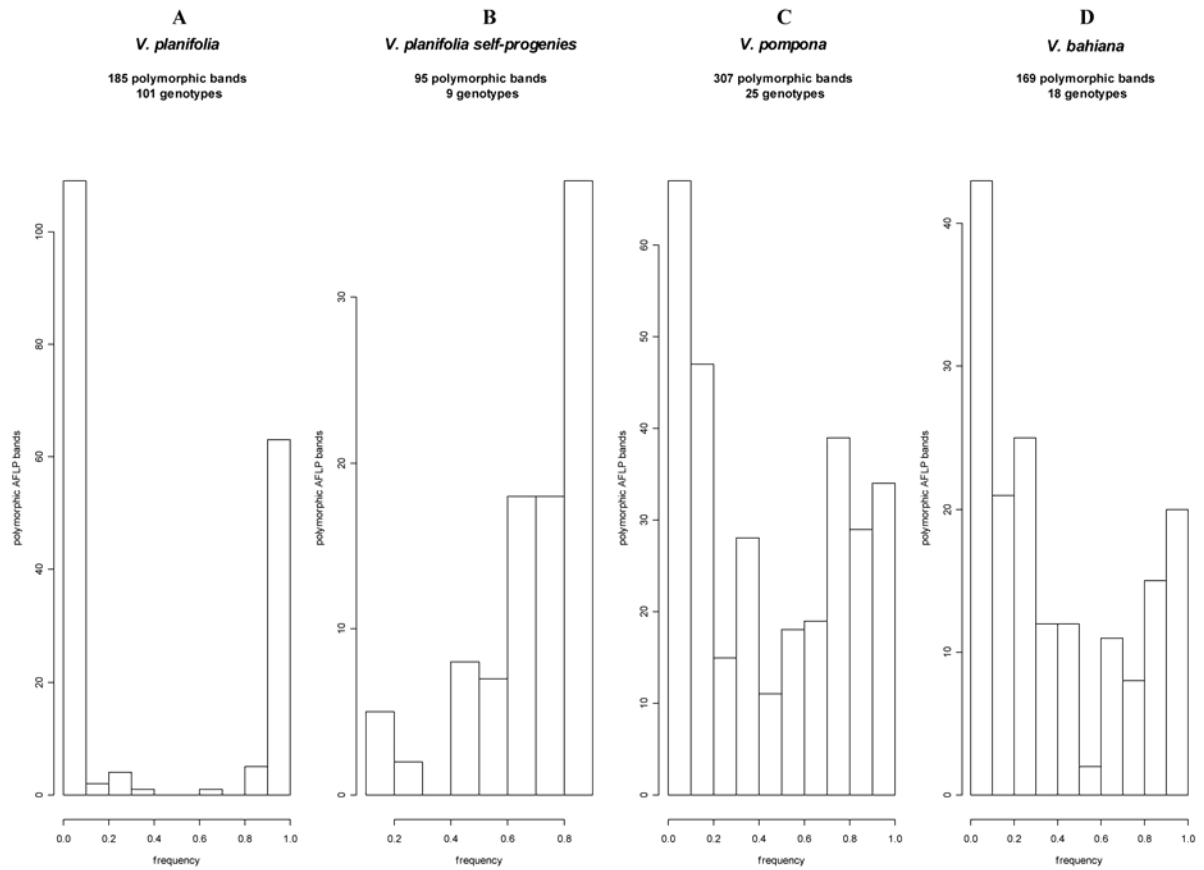 A
V. planifolia
185 polymorphic bands
101 genotypes
polymorphic AFLP bands
0
20
40
60
80
100
0.0
0.2
0.4
0.6
0.8
1.0
frequency
B
V. planifolia self-progenies
95 polymorphic bands
9 genotypes
polymorphic AFLP bands
0
10
20
30
0.2
0.4
0.6
0.8
frequency
C
V. pompona
307 polymorphic bands
25 genotypes
polymorphic AFLP bands
0
10
20
30
40
50
60
0.0
0.2
0.4
0.6
0.8
1.0
frequency
D
V. bahiana
169 polymorphic bands
18 genotypes
polymorphic AFLP bands
0
10
20
30
40
0.0
0.2
0.4
0.6
0.8
1.0
frequency